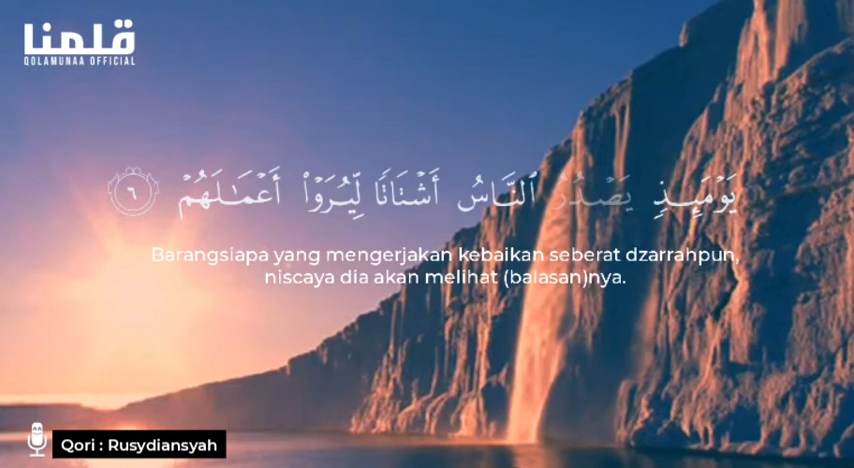 قلمنا
QOLAMUNAA OFFICIAL
يَوْمَئِذٍ يَصْدُرُ ٱلنَّاسُ أَشْتَاتًا لِّيُرَوْا۟ أَعْمَـٰلَهُمْ ٦
Barangsiapa yang mengerjakan kebaikan seberat dzarrahpun,
niscaya dia akan melihat (balasan)nya.
Qori : Rusydiansyah